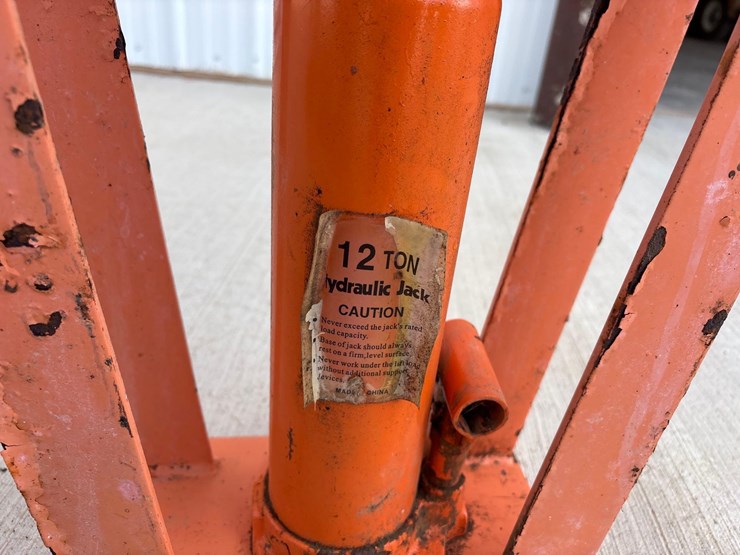 12 TON
ydraulic Jack
CAUTION
Never exceed the jack's rated
load capacity.
Base of jack should always
rest on a firm,level surface.
Never work under the
without additional support
devices.
MADE CHINA